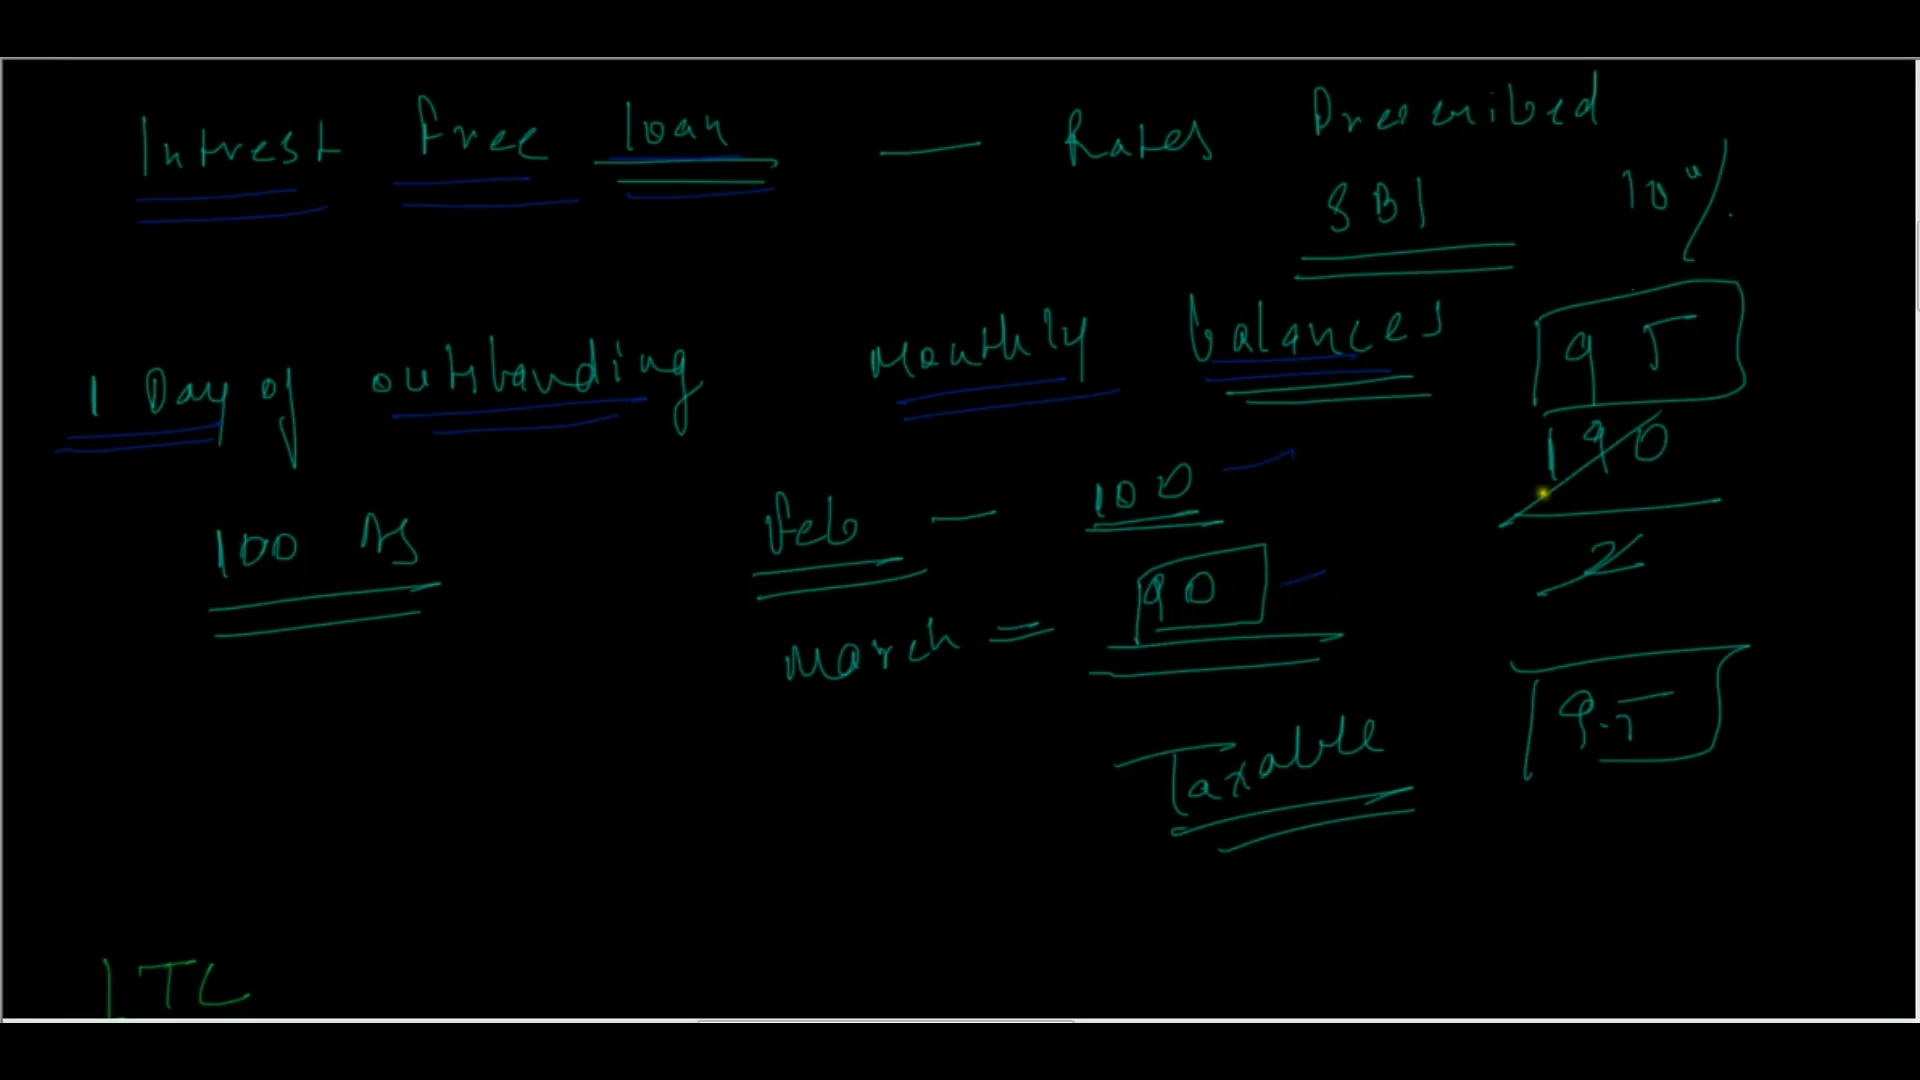 Intrest free loan — Rates Prescribed
SBI 10%
1 Day of outstanding Monthly balances 95
190
100 Rs Feb — 100
2
March = 90
9.5
Taxable
LTC